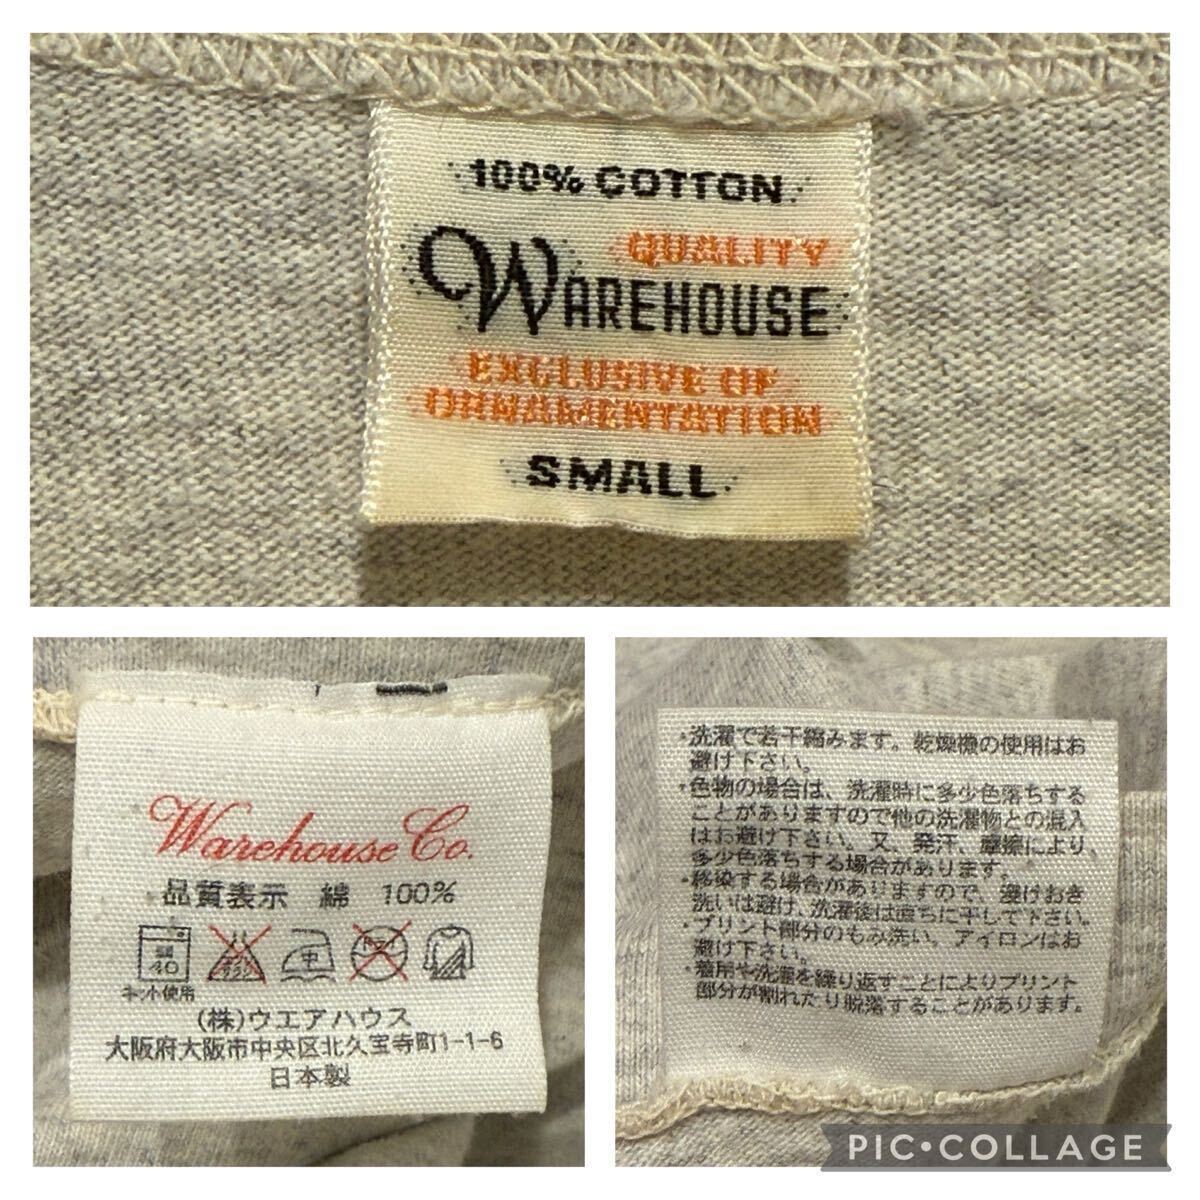 100% COTTON
QUALITY
WAREHOUSE
EXCLUSIVE OF
ORNAMENTATION
SMALL
Warehouse Co.
品質表示 綿 100%
40 中
ネット使用
(株)ウエアハウス
大阪府大阪市中央区北久宝寺町1-1-6
日本製
・洗濯で若干縮みます。乾燥機の使用はお
避け下さい。
・色物の場合は、洗濯時に多少色落ちする
ことがありますので他の洗濯物との混入
はお避け下さい。又、発汗、摩擦により、
多少色落ちする場合があります。
・移染する場合がありますので、浸けおき
洗いは避け、洗濯後は直ちに干して下さい。
・プリント部分のもみ洗い、アイロンはお
避け下さい。
・着用や洗濯を繰り返すことによりプリント
部分が割れたり脱落することがあります。
PIC•COLLAGE